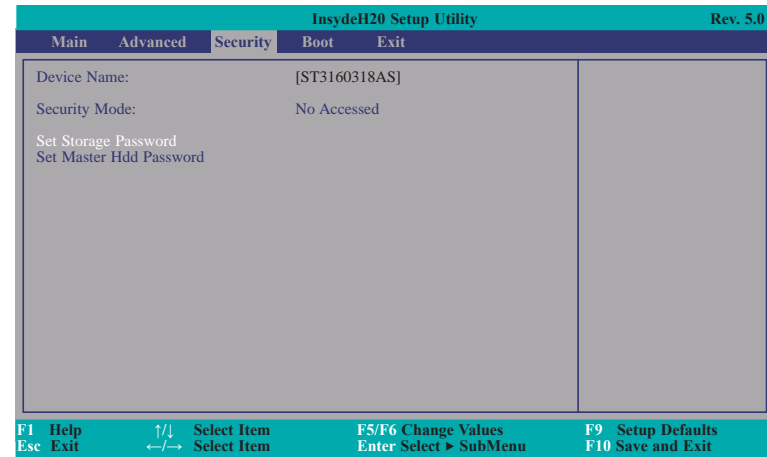 InsydeH20 Setup Utility Rev. 5.0
Main Advanced Security Boot Exit
Device Name: [ST3160318AS]
Security Mode: No Accessed
Set Storage Password
Set Master Hdd Password
F1 Help ↑/↓ Select Item F5/F6 Change Values F9 Setup Defaults
Esc Exit ←/→ Select Item Enter Select ▶ SubMenu F10 Save and Exit